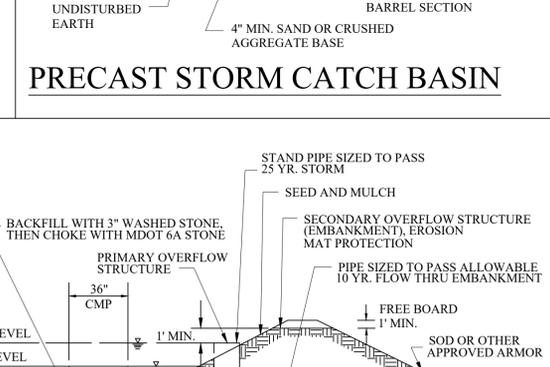 UNDISTURBED
EARTH
BARREL SECTION
4" MIN. SAND OR CRUSHED
AGGREGATE BASE
PRECAST STORM CATCH BASIN
STAND PIPE SIZED TO PASS
25 YR. STORM
SEED AND MULCH
SECONDARY OVERFLOW STRUCTURE
(EMBANKMENT), EROSION
MAT PROTECTION
BACKFILL WITH 3" WASHED STONE,
THEN CHOKE WITH MDOT 6A STONE
PRIMARY OVERFLOW
STRUCTURE
PIPE SIZED TO PASS ALLOWABLE
10 YR. FLOW THRU EMBANKMENT
36"
CMP
FREE BOARD
1' MIN.
1' MIN.
EVEL
EVEL
SOD OR OTHER
APPROVED ARMOR